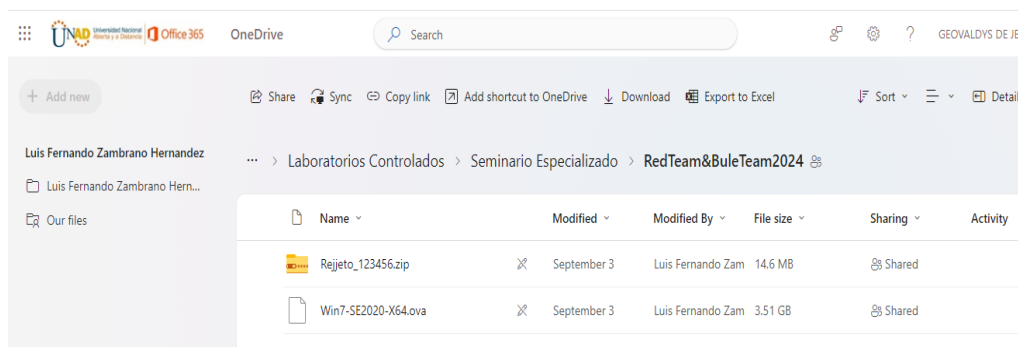 UNAD Universidad Nacional Abierta y a Distancia Office 365 OneDrive Search GEOVALDYS DE JE
+ Add new Share Sync Copy link Add shortcut to OneDrive Download Export to Excel Sort Detail
Luis Fernando Zambrano Hernandez ... > Laboratorios Controlados > Seminario Especializado > RedTeam&BuleTeam2024
Luis Fernando Zambrano Hern...
Our files
Name Modified Modified By File size Sharing Activity
Rejjeto_123456.zip September 3 Luis Fernando Zam 14.6 MB Shared
Win7-SE2020-X64.ova September 3 Luis Fernando Zam 3.51 GB Shared